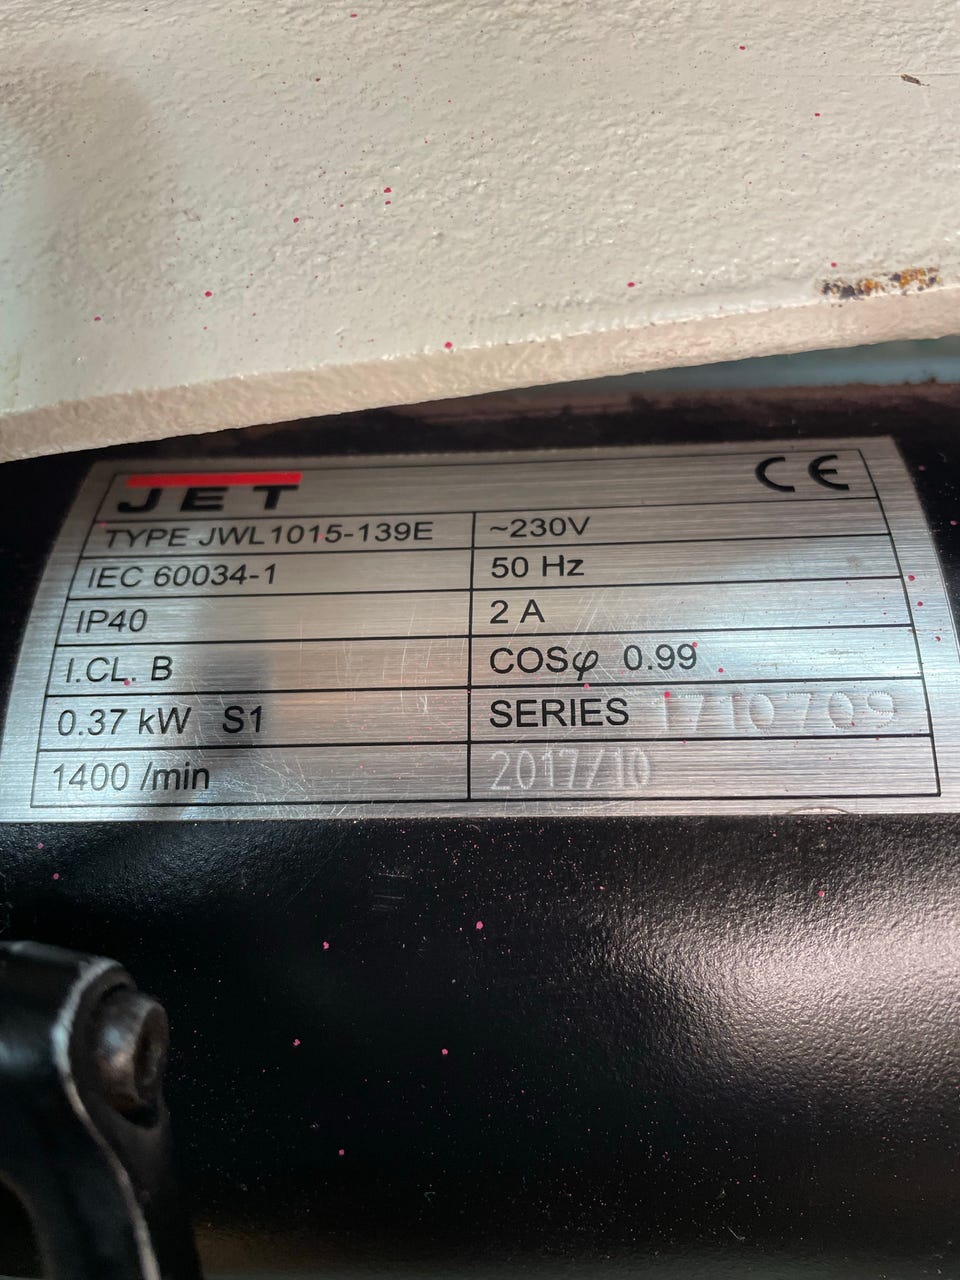 JET CE
TYPE JWL1015-139E ~230V
IEC 60034-1 50 Hz
IP40 2 A
I.CL. B COSφ 0.99
0.37 kW S1 SERIES 1710709
1400 /min 2017/10